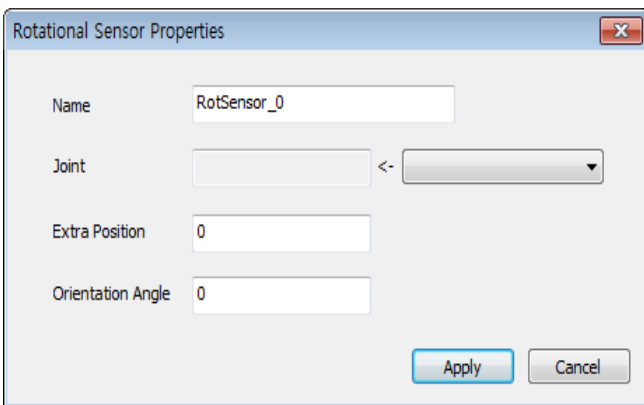 Rotational Sensor Properties
Name RotSensor_0
Joint <-
Extra Position 0
Orientation Angle 0
Apply Cancel